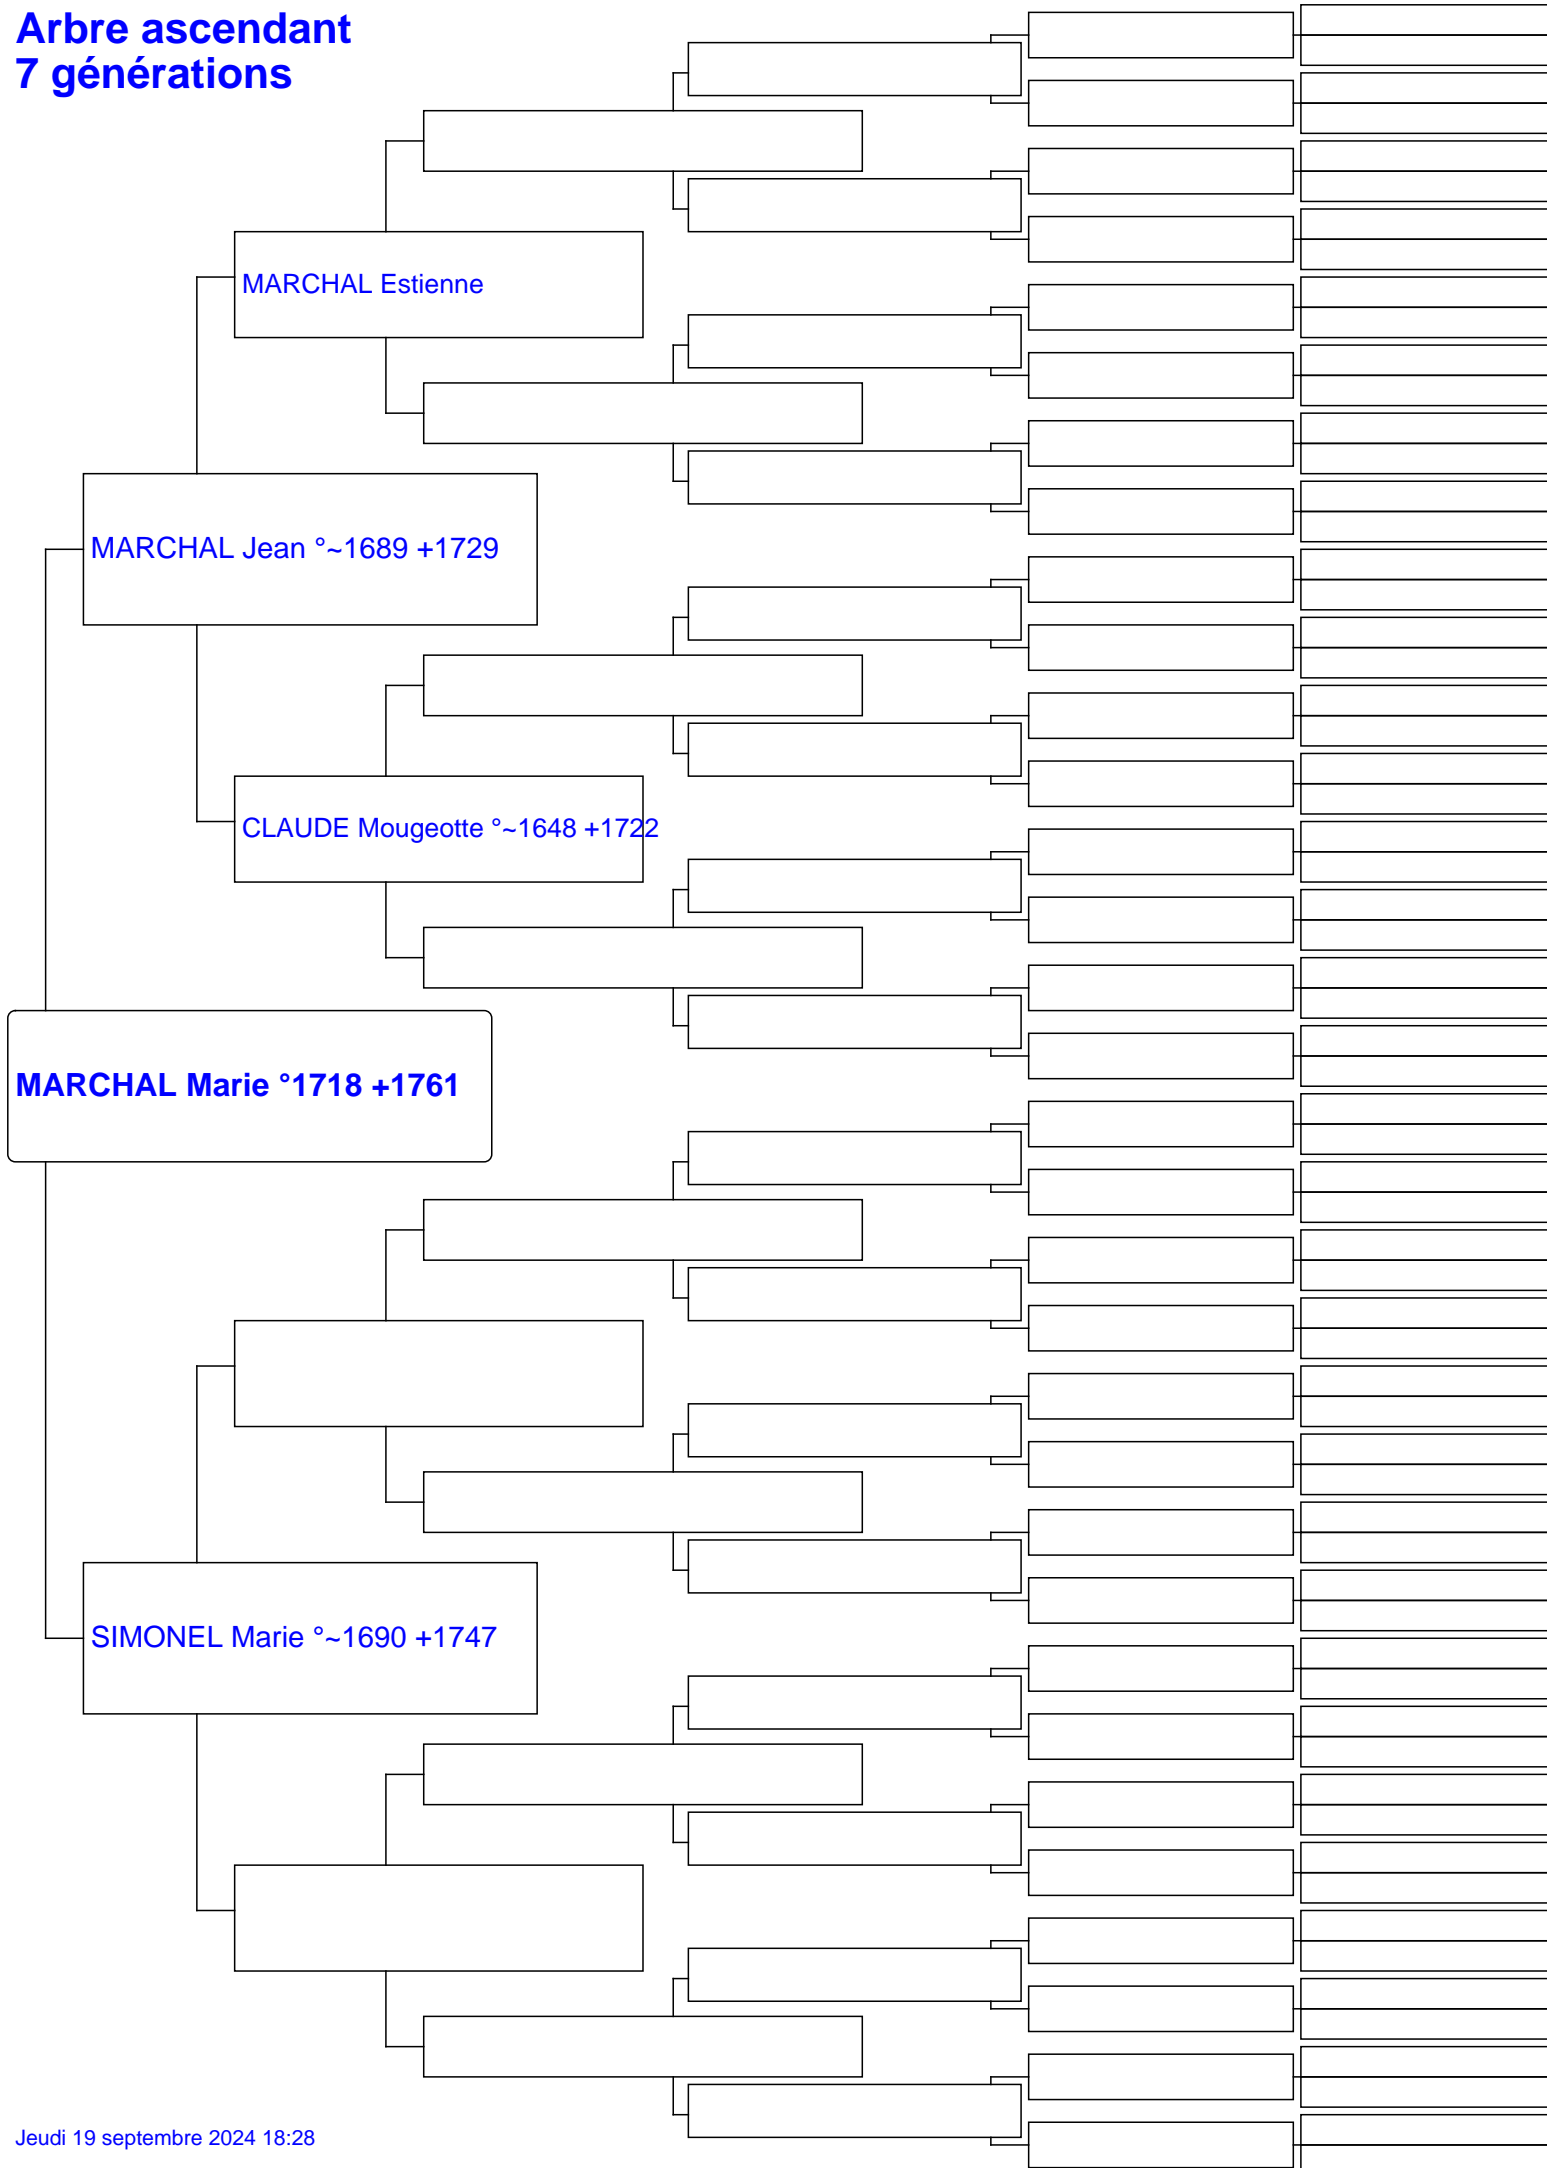 Arbre ascendant
7 générations
MARCHAL Estienne
MARCHAL Jean °~1689 +1729
CLAUDE Mougeotte °~1648 +1722
MARCHAL Marie °1718 +1761
SIMONEL Marie °~1690 +1747
Jeudi 19 septembre 2024 18:28